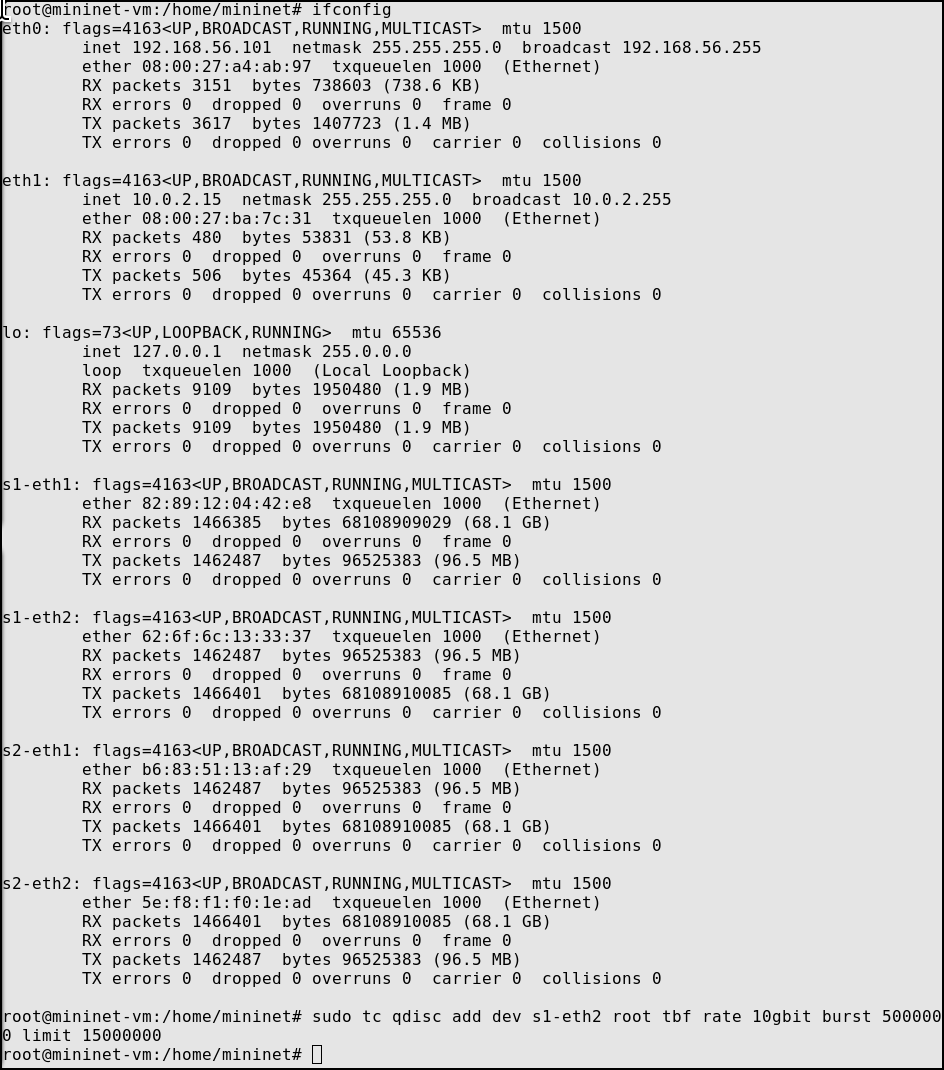 root@mininet-vm:/home/mininet# ifconfig
eth0: flags=4163<UP,BROADCAST,RUNNING,MULTICAST>  mtu 1500
        inet 192.168.56.101  netmask 255.255.255.0  broadcast 192.168.56.255
        ether 08:00:27:a4:ab:97  txqueuelen 1000  (Ethernet)
        RX packets 3151  bytes 738603 (738.6 KB)
        RX errors 0  dropped 0  overruns 0  frame 0
        TX packets 3617  bytes 1407723 (1.4 MB)
        TX errors 0  dropped 0 overruns 0  carrier 0  collisions 0

eth1: flags=4163<UP,BROADCAST,RUNNING,MULTICAST>  mtu 1500
        inet 10.0.2.15  netmask 255.255.255.0  broadcast 10.0.2.255
        ether 08:00:27:ba:7c:31  txqueuelen 1000  (Ethernet)
        RX packets 480  bytes 53831 (53.8 KB)
        RX errors 0  dropped 0  overruns 0  frame 0
        TX packets 506  bytes 45364 (45.3 KB)
        TX errors 0  dropped 0 overruns 0  carrier 0  collisions 0

lo: flags=73<UP,LOOPBACK,RUNNING>  mtu 65536
        inet 127.0.0.1  netmask 255.0.0.0
        loop  txqueuelen 1000  (Local Loopback)
        RX packets 9109  bytes 1950480 (1.9 MB)
        RX errors 0  dropped 0  overruns 0  frame 0
        TX packets 9109  bytes 1950480 (1.9 MB)
        TX errors 0  dropped 0 overruns 0  carrier 0  collisions 0

s1-eth1: flags=4163<UP,BROADCAST,RUNNING,MULTICAST>  mtu 1500
        ether 82:89:12:04:42:e8  txqueuelen 1000  (Ethernet)
        RX packets 1466385  bytes 68108909029 (68.1 GB)
        RX errors 0  dropped 0  overruns 0  frame 0
        TX packets 1462487  bytes 96525383 (96.5 MB)
        TX errors 0  dropped 0 overruns 0  carrier 0  collisions 0

s1-eth2: flags=4163<UP,BROADCAST,RUNNING,MULTICAST>  mtu 1500
        ether 62:6f:6c:13:33:37  txqueuelen 1000  (Ethernet)
        RX packets 1462487  bytes 96525383 (96.5 MB)
        RX errors 0  dropped 0  overruns 0  frame 0
        TX packets 1466401  bytes 68108910085 (68.1 GB)
        TX errors 0  dropped 0 overruns 0  carrier 0  collisions 0

s2-eth1: flags=4163<UP,BROADCAST,RUNNING,MULTICAST>  mtu 1500
        ether b6:83:51:13:af:29  txqueuelen 1000  (Ethernet)
        RX packets 1462487  bytes 96525383 (96.5 MB)
        RX errors 0  dropped 0  overruns 0  frame 0
        TX packets 1466401  bytes 68108910085 (68.1 GB)
        TX errors 0  dropped 0 overruns 0  carrier 0  collisions 0

s2-eth2: flags=4163<UP,BROADCAST,RUNNING,MULTICAST>  mtu 1500
        ether 5e:f8:f1:f0:1e:ad  txqueuelen 1000  (Ethernet)
        RX packets 1466401  bytes 68108910085 (68.1 GB)
        RX errors 0  dropped 0  overruns 0  frame 0
        TX packets 1462487  bytes 96525383 (96.5 MB)
        TX errors 0  dropped 0 overruns 0  carrier 0  collisions 0

root@mininet-vm:/home/mininet# sudo tc qdisc add dev s1-eth2 root tbf rate 10gbit burst 500000
0 limit 15000000
root@mininet-vm:/home/mininet#